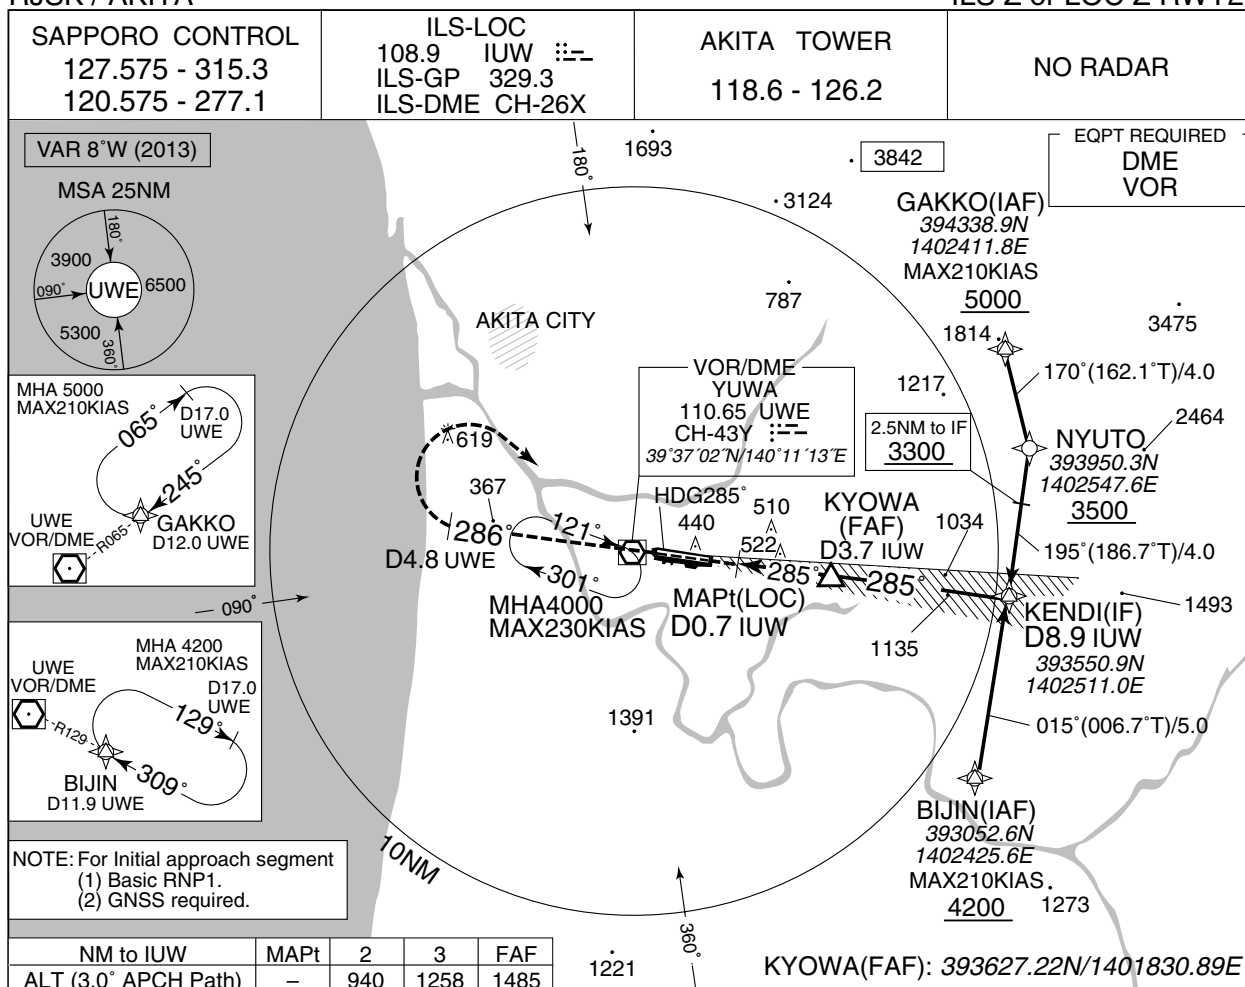 SAPPORO CONTROL
127.575 - 315.3
120.575 - 277.1
ILS-LOC
108.9 IUW
ILS-GP 329.3
ILS-DME CH-26X
AKITA TOWER
118.6 - 126.2
NO RADAR
VAR 8°W (2013)
MSA 25NM
180°
3900
6500
090°
UWE
5300
360°
180°
1693
3842
3124
EQPT REQUIRED
DME
VOR
GAKKO(IAF)
394338.9N
1402411.8E
MAX210KIAS
5000
787
1814
3475
AKITA CITY
170°(162.1°T)/4.0
VOR/DME
YUWA
110.65 UWE
CH-43Y
39°37´02˝N/140°11´13˝E
1217
2464
2.5NM to IF
3300
NYUTO
393950.3N
1402547.6E
3500
MHA 5000
MAX210KIAS
D17.0
UWE
065°
245°
UWE
VOR/DME
R065
GAKKO
D12.0 UWE
619
367
286°
D4.8 UWE
121°
301°
MHA4000
MAX230KIAS
HDG285°
440
510
522
KYOWA
(FAF)
D3.7 IUW
1034
195°(186.7°T)/4.0
285°
285°
MAPt(LOC)
D0.7 IUW
1135
KENDI(IF)
D8.9 IUW
393550.9N
1402511.0E
1493
090°
UWE
VOR/DME
MHA 4200
MAX210KIAS
D17.0
UWE
129°
R129
309°
BIJIN
D11.9 UWE
1391
015°(006.7°T)/5.0
BIJIN(IAF)
393052.6N
1402425.6E
MAX210KIAS
4200
1273
10NM
NOTE: For Initial approach segment
(1) Basic RNP1.
(2) GNSS required.
360°
1221
NM to IUW MAPt 2 3 FAF
ALT (3.0° APCH Path) – 940 1258 1485
KYOWA(FAF): 393627.22N/1401830.89E